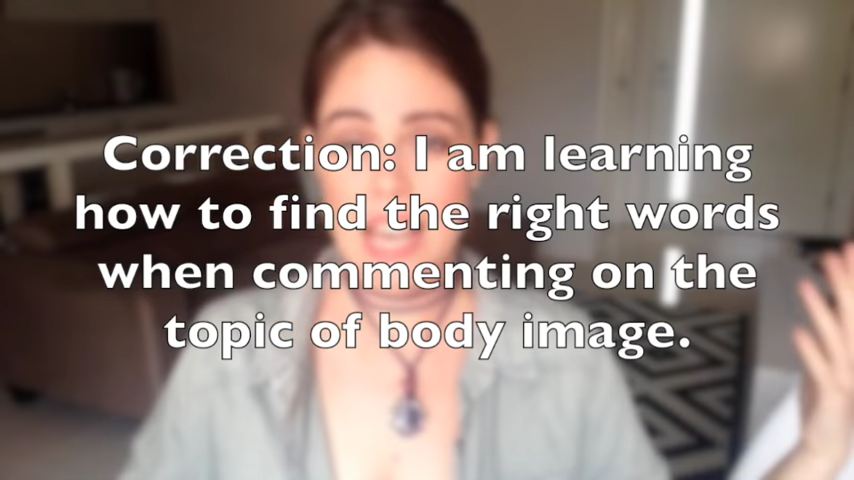 Correction: I am learning
how to find the right words
when commenting on the
topic of body image.